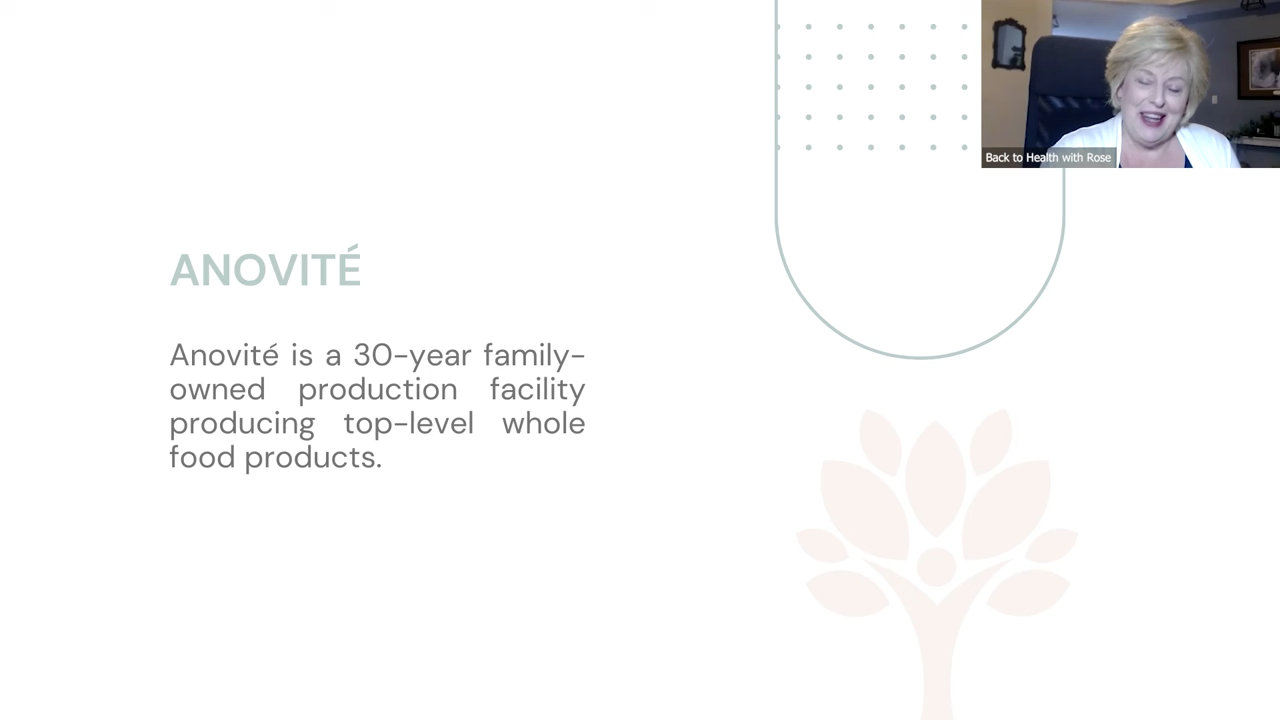 Back to Health with Rose
ANOVITÉ
Anovité is a 30-year family-
owned production facility
producing top-level whole
food products.